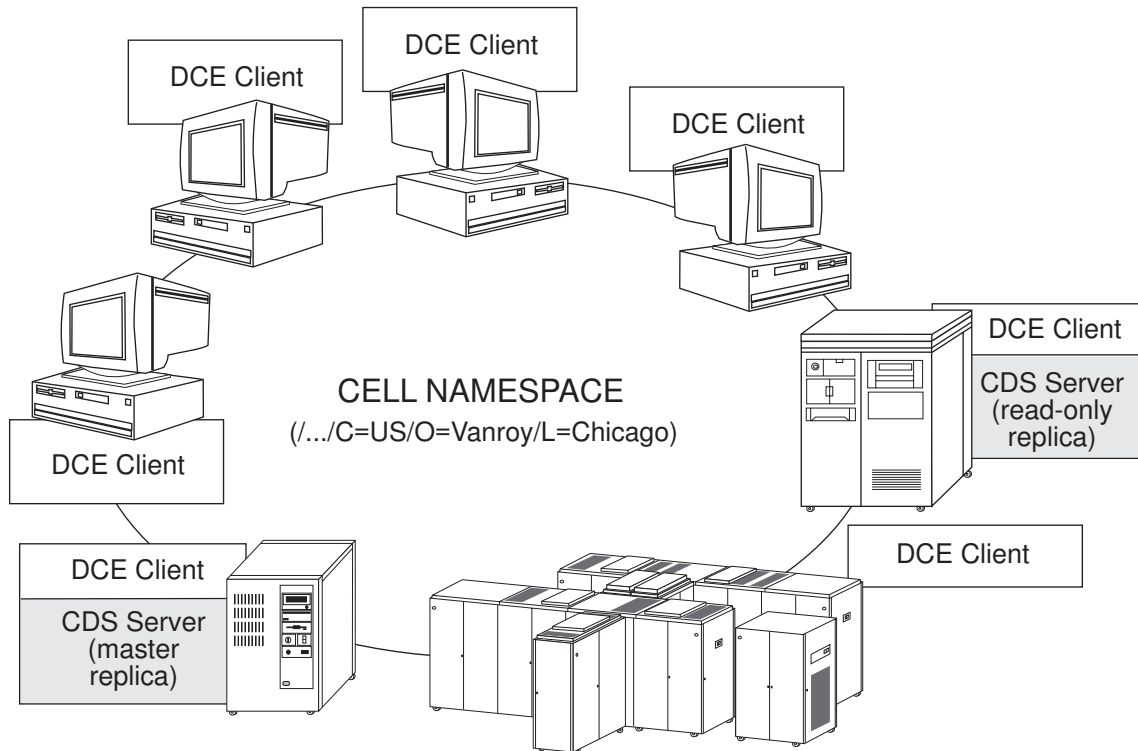 DCE Client
DCE Client
DCE Client
DCE Client
CDS Server
(read-only
replica)
CELL NAMESPACE
(/.../C=US/O=Vanroy/L=Chicago)
DCE Client
DCE Client
DCE Client
CDS Server
(master
replica)